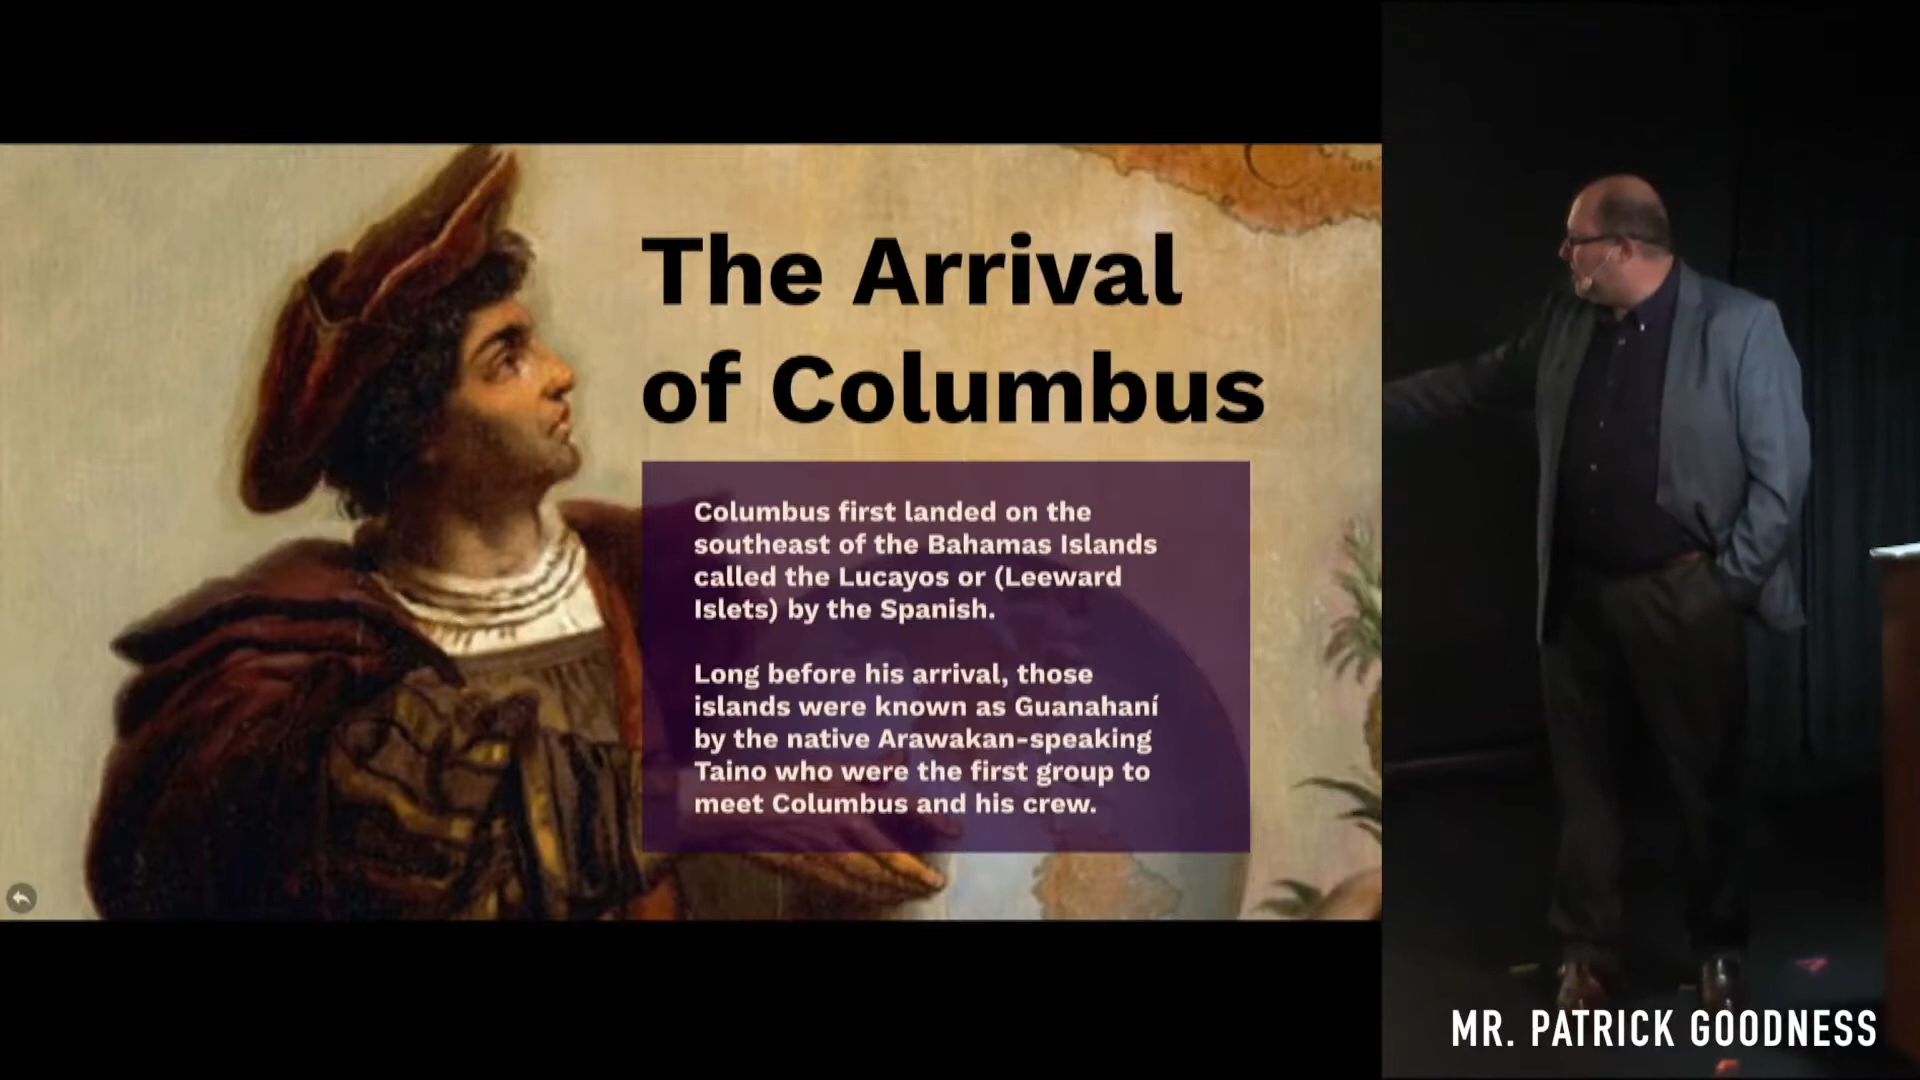 The Arrival
of Columbus
Columbus first landed on the
southeast of the Bahamas Islands
called the Lucayos or (Leeward
Islets) by the Spanish.
Long before his arrival, those
islands were known as Guanahaní
by the native Arawakan-speaking
Taino who were the first group to
meet Columbus and his crew.
MR. PATRICK GOODNESS